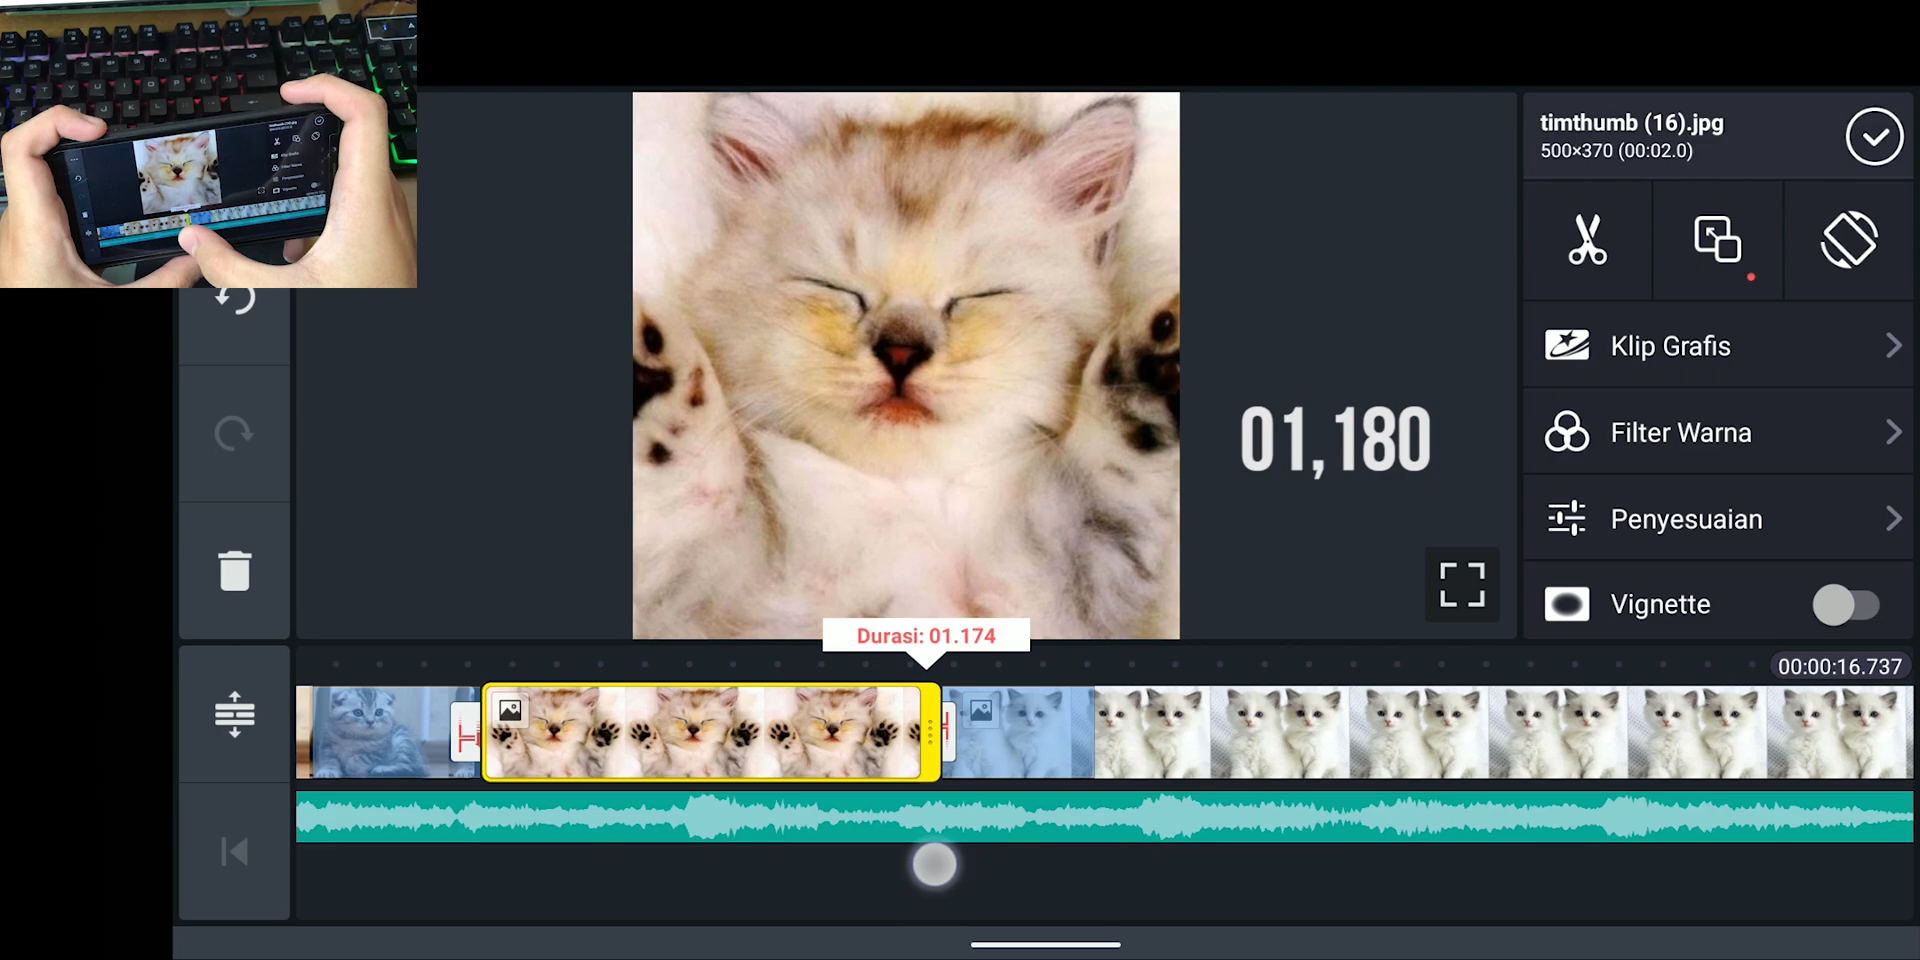 timthumb (16).jpg
500×370 (00:02.0)
Klip Grafis
Filter Warna
Penyesuaian
Vignette
01,180
Durasi: 01.174
00:00:16.737